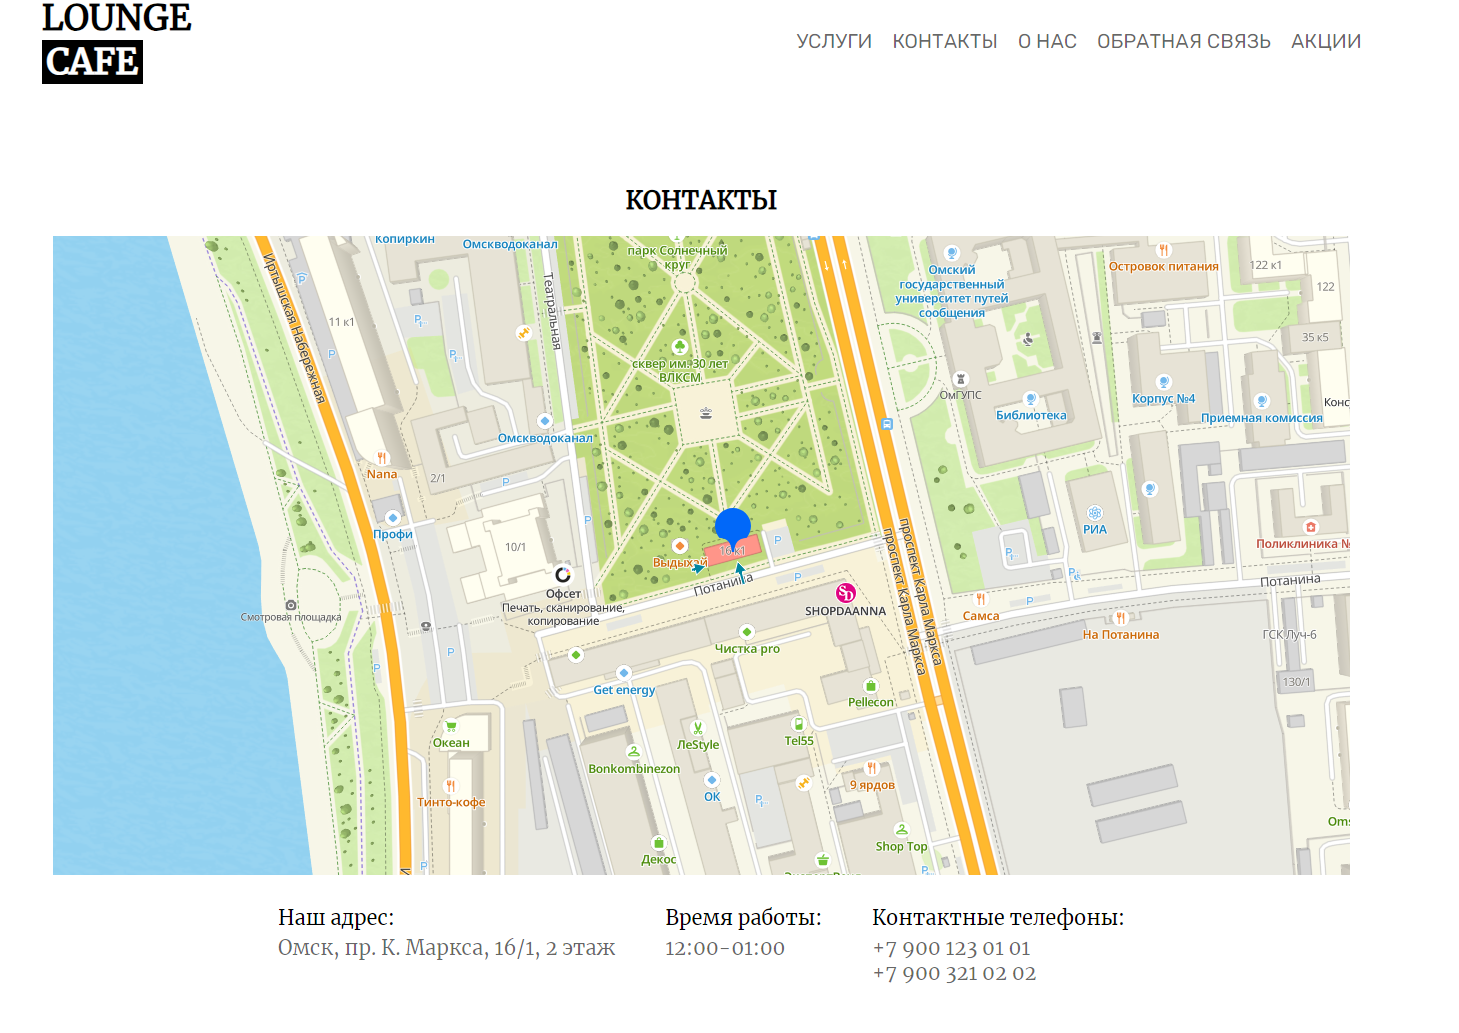 LOUNGE
CAFE
УСЛУГИ КОНТАКТЫ О НАС ОБРАТНАЯ СВЯЗЬ АКЦИИ
КОНТАКТЫ
Копиркин
Омскводоканал
парк Солнечный
круг
Омский
государственный
университет путей
сообщения
Островок питания
122 к1
122
Иртышская Набережная
Театральная
11 к1
35 к5
сквер им. 30 лет
ВЛКСМ
ОмГУПС
Библиотека
Корпус №4
Приемная комиссия
Конс
Омскводоканал
Nana
2/1
Профи
10/1
РИА
Поликлиника №
Выдыхай
16 к1
Потанина
проспект Карла Маркса
проспект Карла Маркса
Потанина
Офсет
Печать, сканирование,
копирование
SHOPDAANNA
Смотровая площадка
Самса
На Потанина
ГСК Луч-6
Чистка pro
Get energy
130/1
Pellecon
Океан
ЛеStyle
Tel55
Bonkombinezon
9 ярдов
Тинто-кофе
ОК
Oms
Shop Top
Декос
Наш адрес:
Омск, пр. К. Маркса, 16/1, 2 этаж
Время работы:
12:00-01:00
Контактные телефоны:
+7 900 123 01 01
+7 900 321 02 02